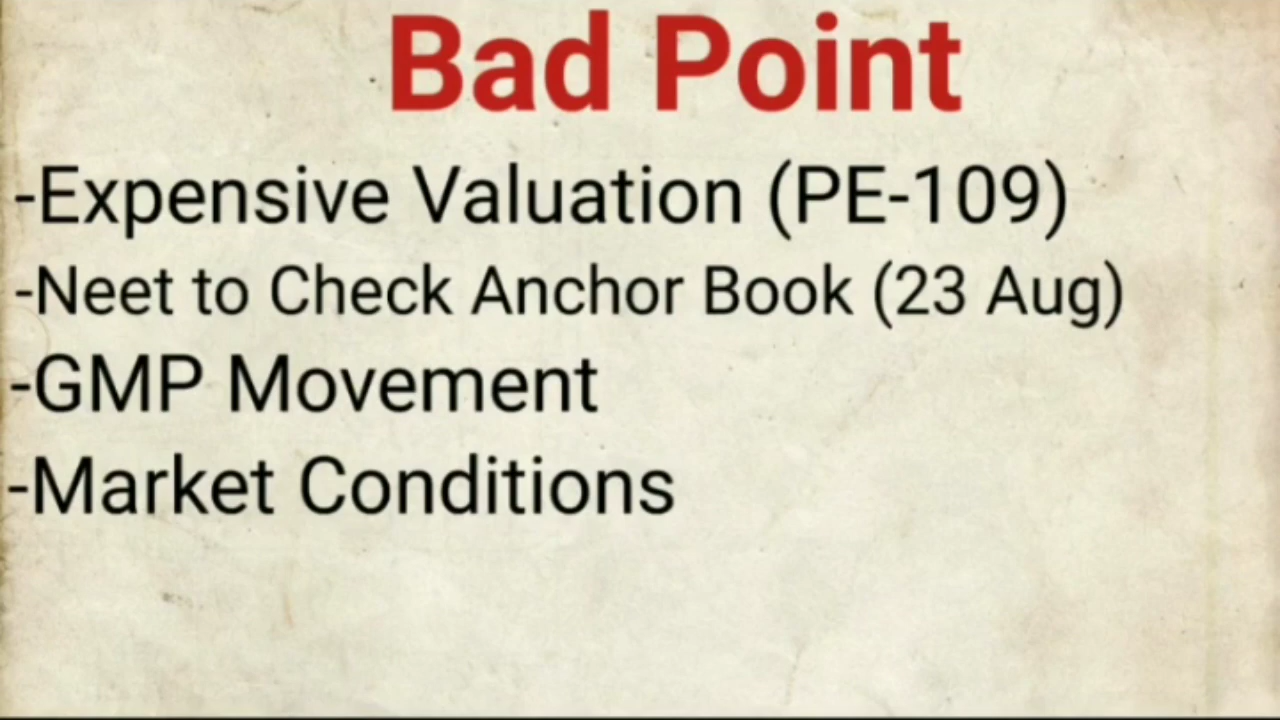 Bad Point
-Expensive Valuation (PE-109)
-Neet to Check Anchor Book (23 Aug)
-GMP Movement
-Market Conditions